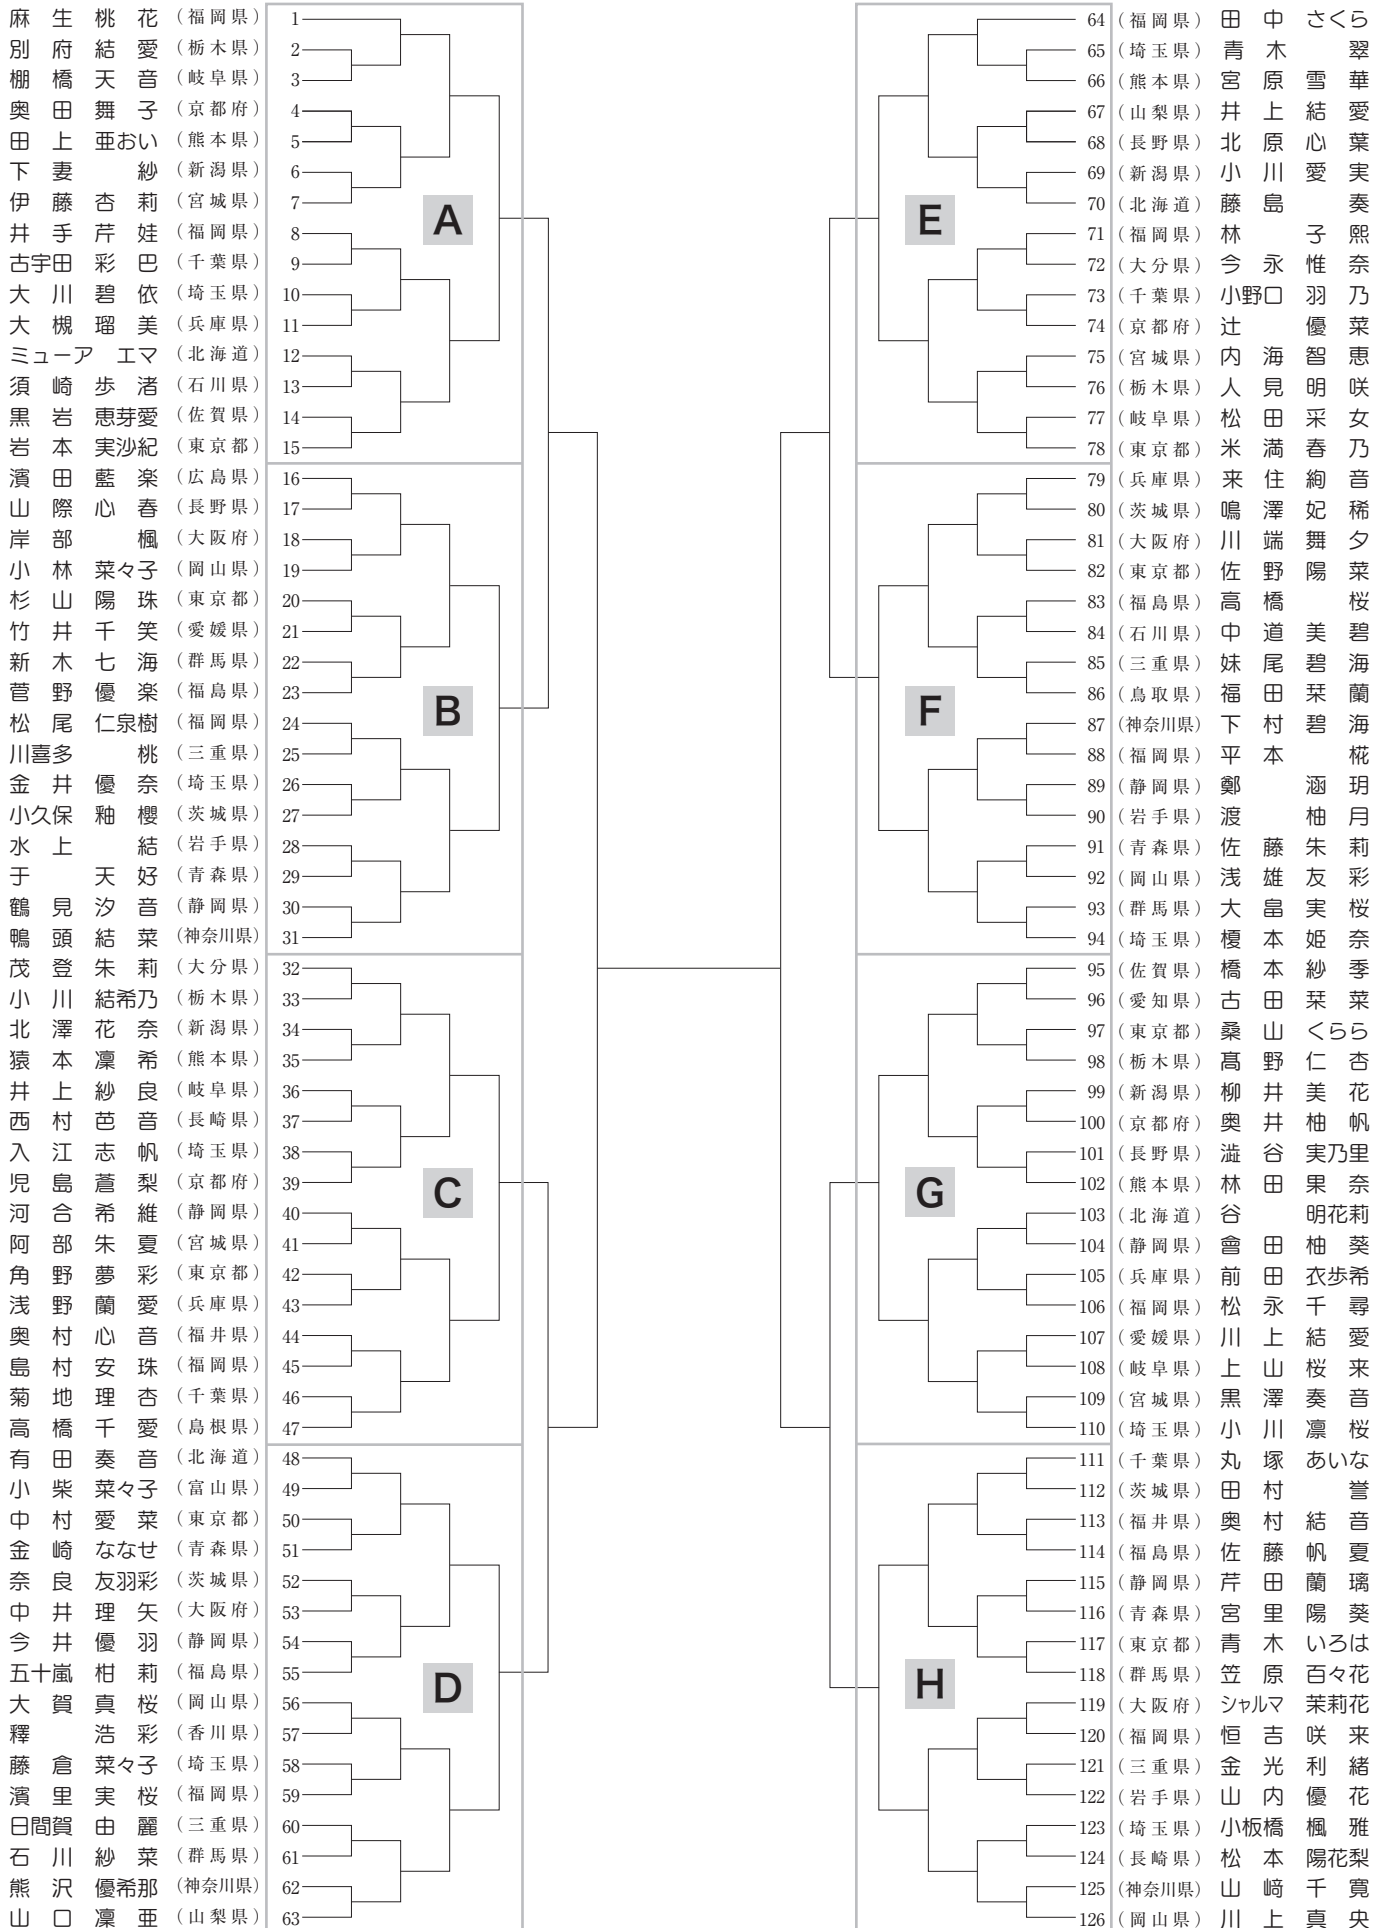 麻生桃花（福岡県）1
別府結愛（栃木県）2
棚橋天音（岐阜県）3
奥田舞子（京都府）4
田上亜おい（熊本県）5
下妻紗（新潟県）6
伊藤杏莉（宮城県）7
A
井手芹娃（福岡県）8
古宇田彩巴（千葉県）9
大川碧依（埼玉県）10
大槻瑠美（兵庫県）11
ミューア エマ（北海道）12
須崎歩渚（石川県）13
黒岩恵芽愛（佐賀県）14
岩本実沙紀（東京都）15
濱田藍楽（広島県）16
山際心春（長野県）17
岸部楓（大阪府）18
小林菜々子（岡山県）19
杉山陽珠（東京都）20
竹井千笑（愛媛県）21
新木七海（群馬県）22
菅野優楽（福島県）23
B
松尾仁泉樹（福岡県）24
川喜多桃（三重県）25
金井優奈（埼玉県）26
小久保釉櫻（茨城県）27
水上結（岩手県）28
于天好（青森県）29
鶴見汐音（静岡県）30
鴨頭結菜（神奈川県）31
茂登朱莉（大分県）32
小川結希乃（栃木県）33
北澤花奈（新潟県）34
猿本凜希（熊本県）35
井上紗良（岐阜県）36
西村芭音（長崎県）37
入江志帆（埼玉県）38
児島蒼梨（京都府）39
C
河合希維（静岡県）40
阿部朱夏（宮城県）41
角野夢彩（東京都）42
浅野蘭愛（兵庫県）43
奥村心音（福井県）44
島村安珠（福岡県）45
菊地理杏（千葉県）46
高橋千愛（島根県）47
有田奏音（北海道）48
小柴菜々子（富山県）49
中村愛菜（東京都）50
金崎ななせ（青森県）51
奈良友羽彩（茨城県）52
中井理矢（大阪府）53
今井優羽（静岡県）54
五十嵐柑莉（福島県）55
D
大賀真桜（岡山県）56
釋浩彩（香川県）57
藤倉菜々子（埼玉県）58
濱里実桜（福岡県）59
日間賀由麗（三重県）60
石川紗菜（群馬県）61
熊沢優希那（神奈川県）62
山口凜亜（山梨県）63
64（福岡県）田中さくら
65（埼玉県）青木翠
66（熊本県）宮原雪華
67（山梨県）井上結愛
68（長野県）北原心葉
69（新潟県）小川愛実
70（北海道）藤島奏
E
71（福岡県）林子熙
72（大分県）今永惟奈
73（千葉県）小野口羽乃
74（京都府）辻優菜
75（宮城県）内海智恵
76（栃木県）人見明咲
77（岐阜県）松田采女
78（東京都）米満春乃
79（兵庫県）来住絢音
80（茨城県）鳴澤妃稀
81（大阪府）川端舞夕
82（東京都）佐野陽菜
83（福島県）高橋桜
84（石川県）中道美碧
85（三重県）妹尾碧海
86（鳥取県）福田栞蘭
F
87（神奈川県）下村碧海
88（福岡県）平本椛
89（静岡県）鄭涵玥
90（岩手県）渡柚月
91（青森県）佐藤朱莉
92（岡山県）浅雄友彩
93（群馬県）大畠実桜
94（埼玉県）榎本姫奈
95（佐賀県）橋本紗季
96（愛知県）古田栞菜
97（東京都）桑山くらら
98（栃木県）髙野仁杏
99（新潟県）柳井美花
100（京都府）奥井柚帆
101（長野県）澁谷実乃里
102（熊本県）林田果奈
G
103（北海道）谷明花莉
104（静岡県）會田柚葵
105（兵庫県）前田衣歩希
106（福岡県）松永千尋
107（愛媛県）川上結愛
108（岐阜県）上山桜来
109（宮城県）黒澤奏音
110（埼玉県）小川凛桜
111（千葉県）丸塚あいな
112（茨城県）田村誉
113（福井県）奥村結音
114（福島県）佐藤帆夏
115（静岡県）芹田蘭璃
116（青森県）宮里陽葵
117（東京都）青木いろは
118（群馬県）笠原百々花
H
119（大阪府）シャルマ茉莉花
120（福岡県）恒吉咲来
121（三重県）金光利緒
122（岩手県）山内優花
123（埼玉県）小板橋楓雅
124（長崎県）松本陽花梨
125（神奈川県）山﨑千寛
126（岡山県）川上真央